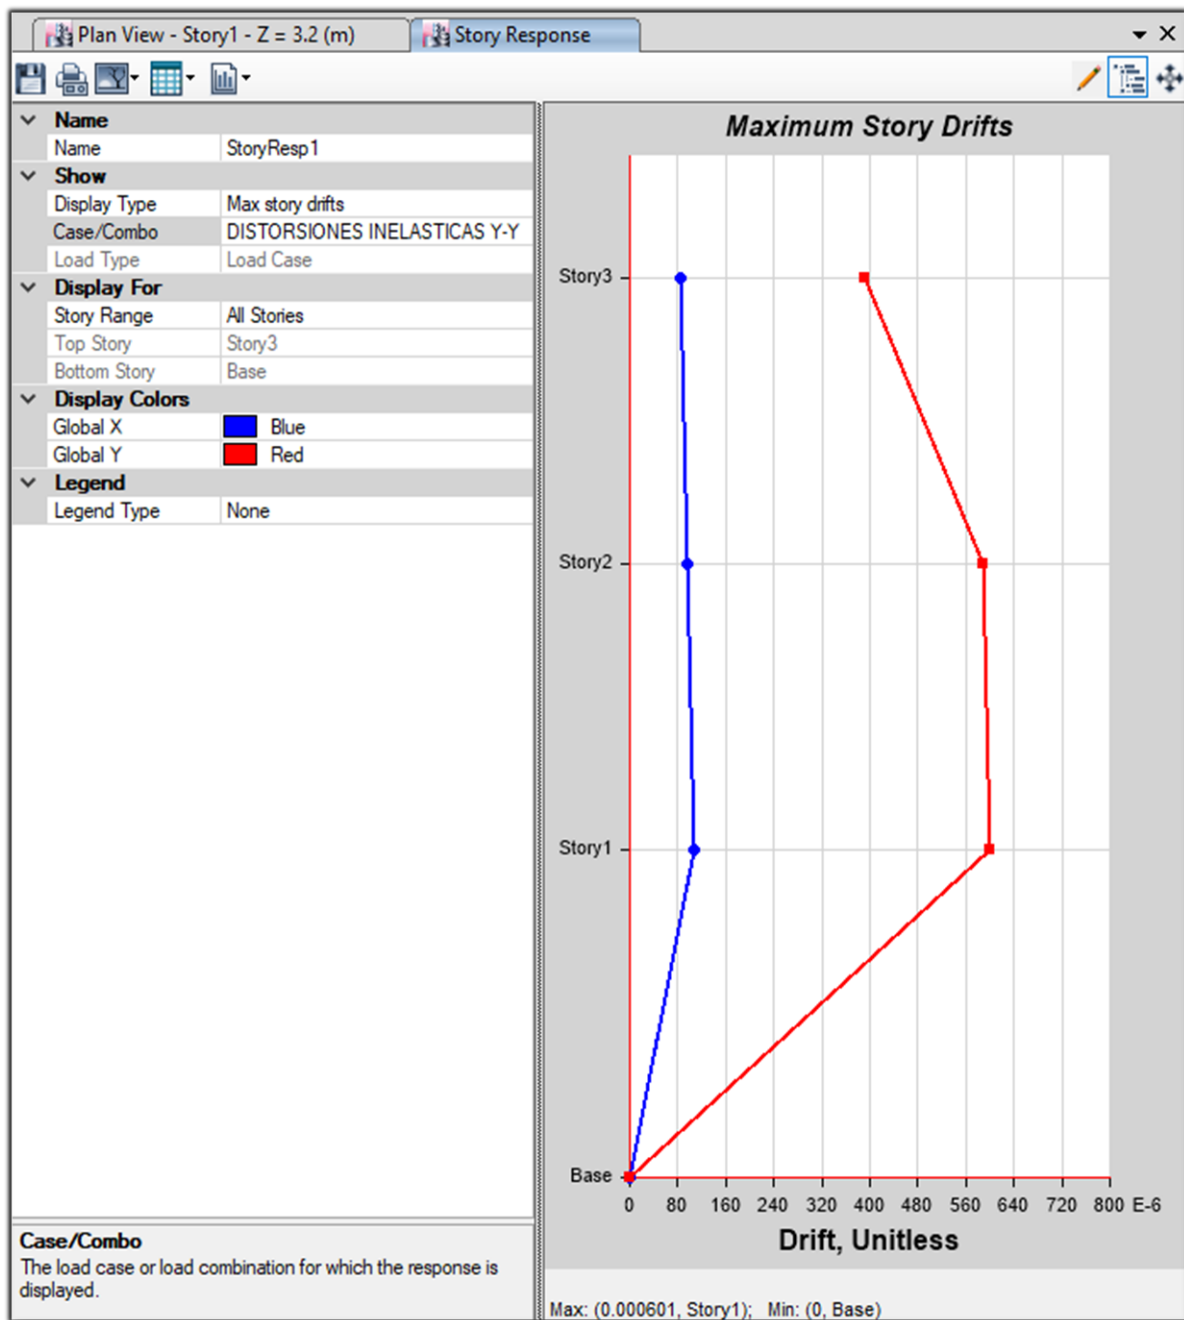 Plan View - Story1 - Z = 3.2 (m)
Story Response
Name
Name StoryResp1
Show
Display Type Max story drifts
Case/Combo DISTORSIONES INELASTICAS Y-Y
Load Type Load Case
Display For
Story Range All Stories
Top Story Story3
Bottom Story Base
Display Colors
Global X Blue
Global Y Red
Legend
Legend Type None
Case/Combo
The load case or load combination for which the response is
displayed.
Maximum Story Drifts
Story3
Story2
Story1
Base
0 80 160 240 320 400 480 560 640 720 800 E-6
Drift, Unitless
Max: (0.000601, Story1); Min: (0, Base)